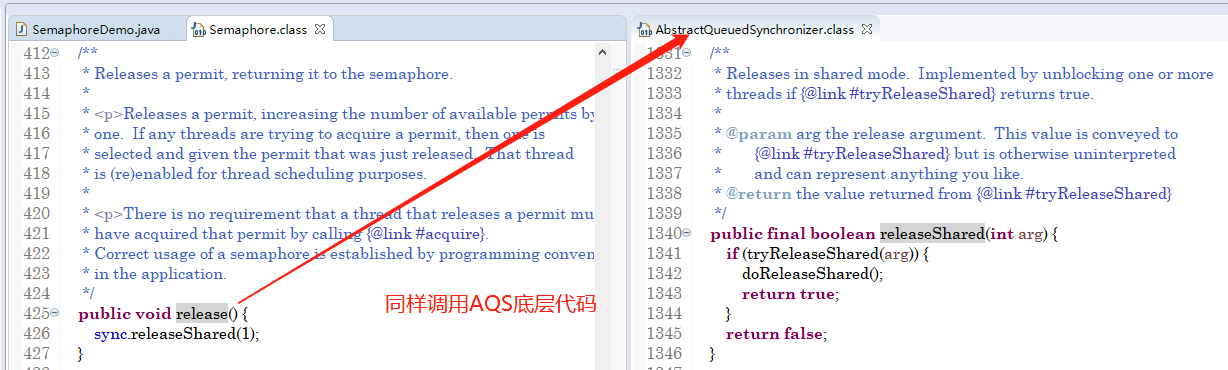 SemaphoreDemo.java
Semaphore.class
412 /**
413 * Releases a permit, returning it to the semaphore.
414 *
415 * <p>Releases a permit, increasing the number of available permits by
416 * one.  If any threads are trying to acquire a permit, then one is
417 * selected and given the permit that was just released.  That thread
418 * is (re)enabled for thread scheduling purposes.
419 *
420 * <p>There is no requirement that a thread that releases a permit mu
421 * have acquired that permit by calling {@link #acquire}.
422 * Correct usage of a semaphore is established by programming conven
423 * in the application.
424 */
425 public void release() {
426 sync.releaseShared(1);
427 }
同样调用AQS底层代码
AbstractQueuedSynchronizer.class
1331 /**
1332 * Releases in shared mode.  Implemented by unblocking one or more
1333 * threads if {@link #tryReleaseShared} returns true.
1334 *
1335 * @param arg the release argument.  This value is conveyed to
1336 *        {@link #tryReleaseShared} but is otherwise uninterpreted
1337 *        and can represent anything you like.
1338 * @return the value returned from {@link #tryReleaseShared}
1339 */
1340 public final boolean releaseShared(int arg) {
1341 if (tryReleaseShared(arg)) {
1342 doReleaseShared();
1343 return true;
1344 }
1345 return false;
1346 }